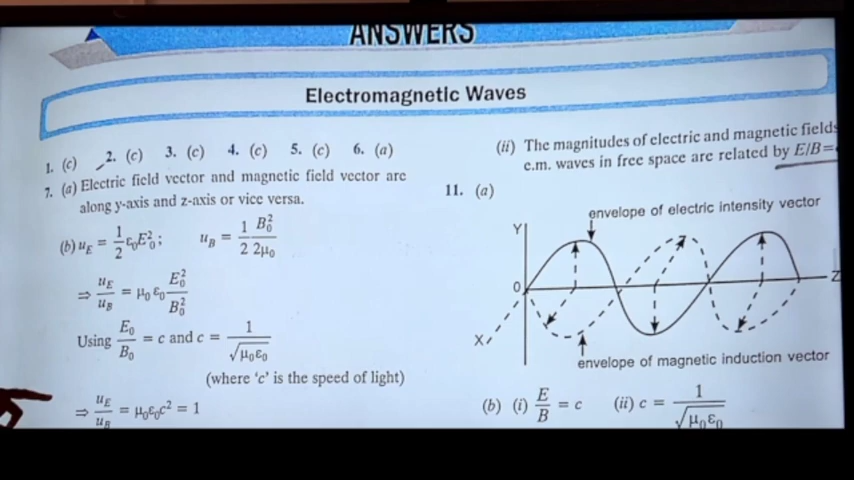 ANSWERS
Electromagnetic Waves
1. (c) 2. (c) 3. (c) 4. (c) 5. (c) 6. (a)
7. (a) Electric field vector and magnetic field vector are
along y-axis and z-axis or vice versa.
(b) u_E = 1/2 ε₀E₀²; u_B = 1/2 B₀²/2μ₀
⇒ u_E/u_B = μ₀ ε₀ E₀²/B₀²
Using E₀/B₀ = c and c = 1/√μ₀ε₀
(where 'c' is the speed of light)
⇒ u_E/u_B = μ₀ε₀c² = 1
(ii) The magnitudes of electric and magnetic fields
e.m. waves in free space are related by E/B=
11. (a)
envelope of electric intensity vector
Y
0
Z
X
envelope of magnetic induction vector
(b) (i) E/B = c (ii) c = 1/√μ₀ε₀